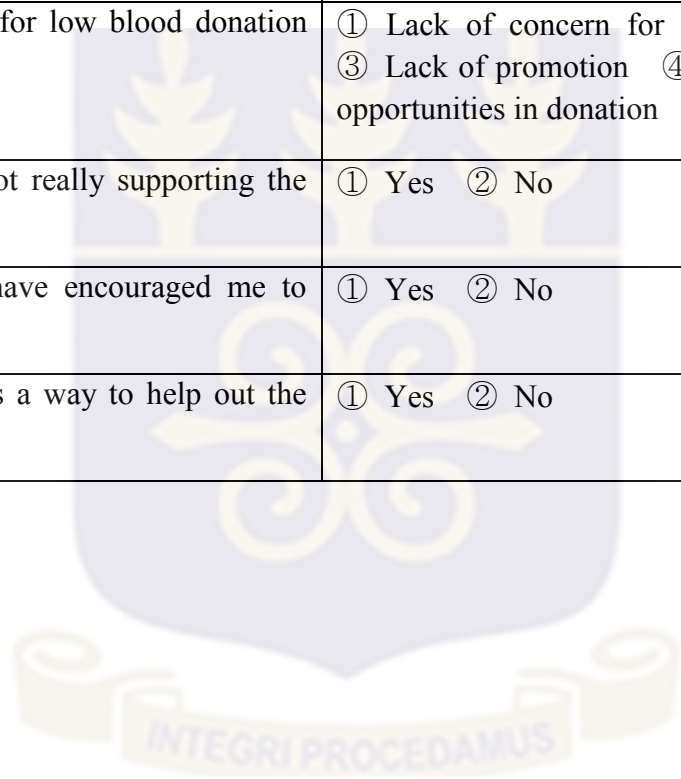 for low blood donation
① Lack of concern for
③ Lack of promotion ④
opportunities in donation
ot really supporting the
① Yes ② No
have encouraged me to
① Yes ② No
s a way to help out the
① Yes ② No
INTEGRI PROCEDAMUS